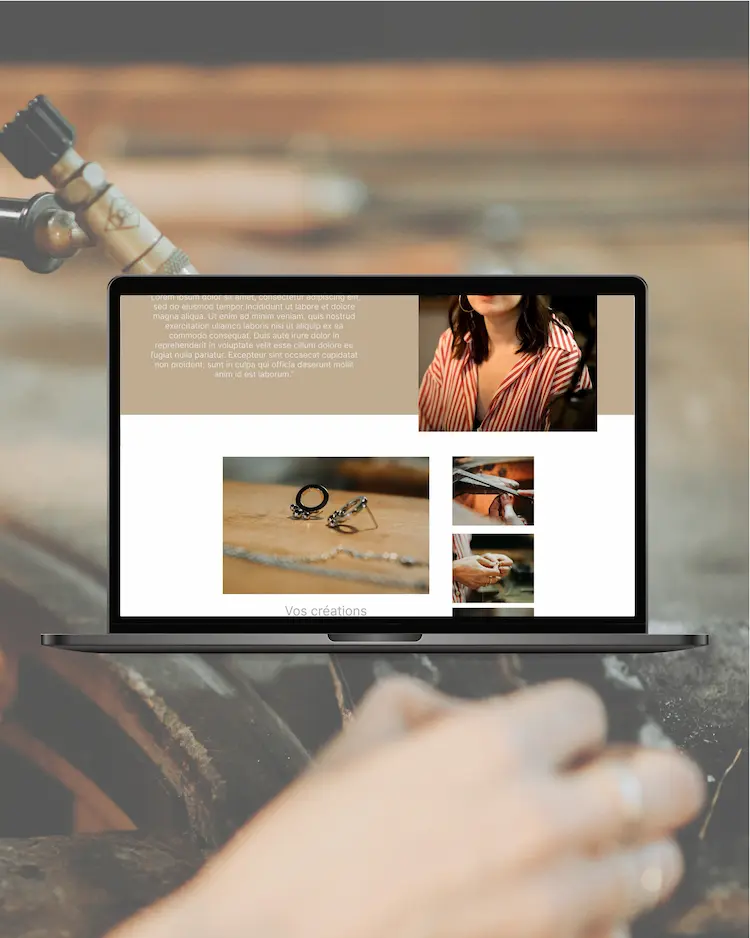 Lorem ipsum dolor sit amet, consectetur adipiscing elit,
sed do eiusmod tempor incididunt ut labore et dolore
magna aliqua. Ut enim ad minim veniam, quis nostrud
exercitation ullamco laboris nisi ut aliquip ex ea
commodo consequat. Duis aute irure dolor in
reprehenderit in voluptate velit esse cillum dolore eu
fugiat nulla pariatur. Excepteur sint occaecat cupidatat
non proident, sunt in culpa qui officia deserunt mollit
anim id est laborum."
Vos créations